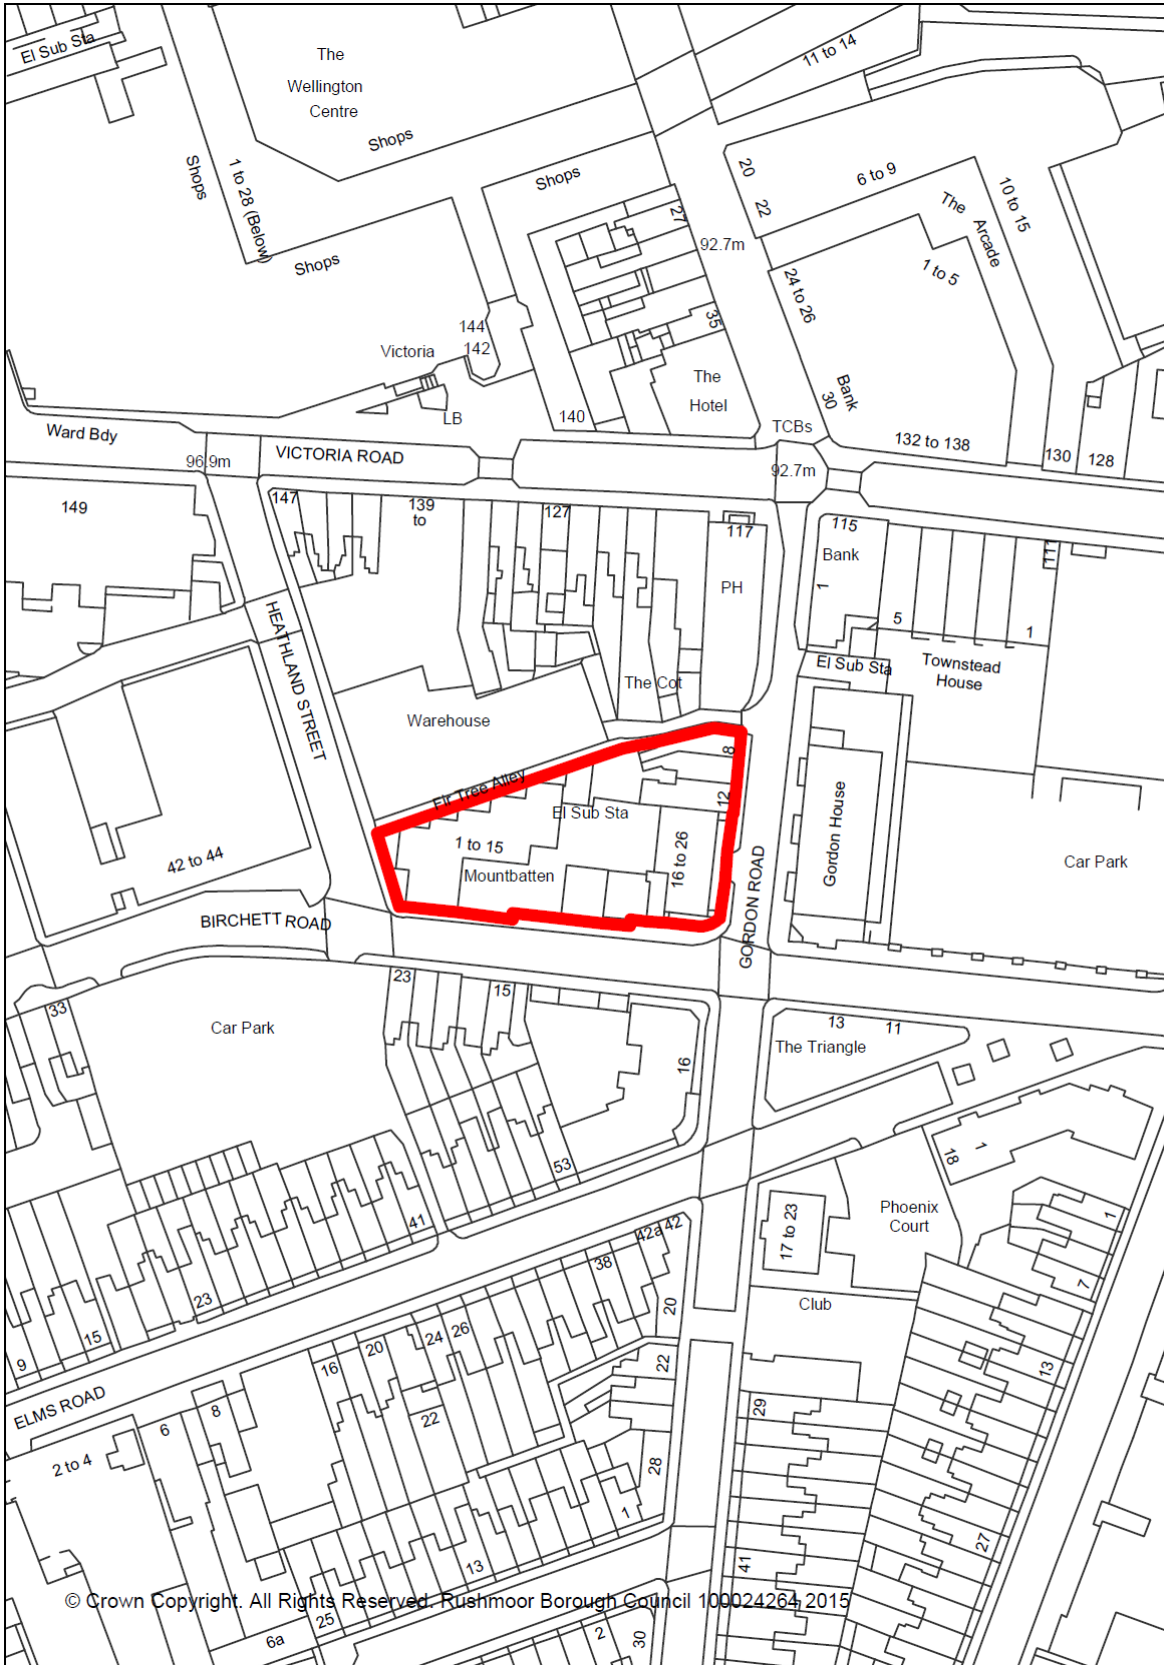 El Sub Sta
The
Wellington
Centre
11 to 14
Shops
Shops
1 to 28 (Below)
Shops
Shops
27
20
22
6 to 9
The Arcade
10 to 15
92.7m
1 to 5
24 to 26
35
144
142
Victoria
The
Hotel
Bank
30
LB
140
TCBs
132 to 138
130
128
Ward Bdy
96.9m
VICTORIA ROAD
92.7m
149
147
139
to
127
117
115
111
Bank
PH
1
5
1
HEATHLAND STREET
El Sub Sta
Townstead
House
The Cot
Warehouse
8
Fir Tree Alley
12
El Sub Sta
1 to 15
Mountbatten
16 to 26
Gordon House
Car Park
42 to 44
BIRCHETT ROAD
GORDON ROAD
23
15
33
Car Park
13
11
The Triangle
16
18
1
53
41
Phoenix
Court
17 to 23
1
7
42a
42
38
23
15
9
20
Club
26
24
20
16
22
13
ELMS ROAD
8
6
22
29
2 to 4
28
1
27
13
41
© Crown Copyright. All Rights Reserved. Rushmoor Borough Council 100024264 2015
25
6a
2
30